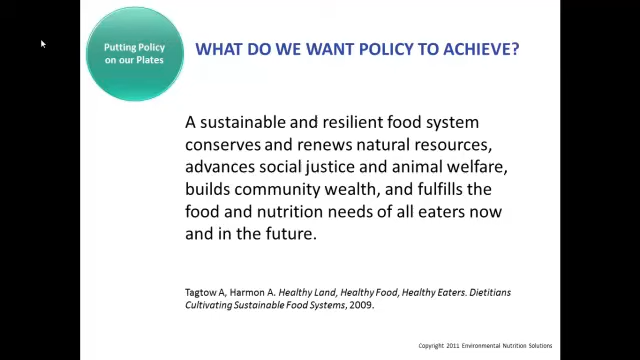 Putting Policy
on our Plates
WHAT DO WE WANT POLICY TO ACHIEVE?
A sustainable and resilient food system
conserves and renews natural resources,
advances social justice and animal welfare,
builds community wealth, and fulfills the
food and nutrition needs of all eaters now
and in the future.
Tagtow A, Harmon A. Healthy Land, Healthy Food, Healthy Eaters. Dietitians
Cultivating Sustainable Food Systems, 2009.
Copyright 2011 Environmental Nutrition Solutions